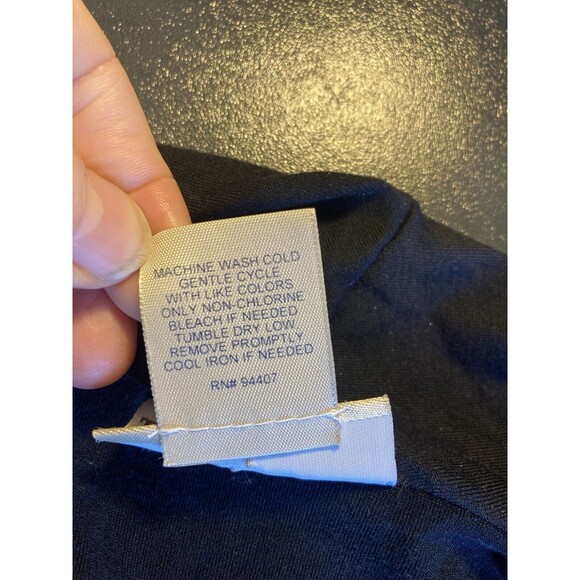 MACHINE WASH COLD
GENTLE CYCLE
WITH LIKE COLORS
ONLY NON-CHLORINE
BLEACH IF NEEDED
TUMBLE DRY LOW
REMOVE PROMPTLY
COOL IRON IF NEEDED
RN# 94407